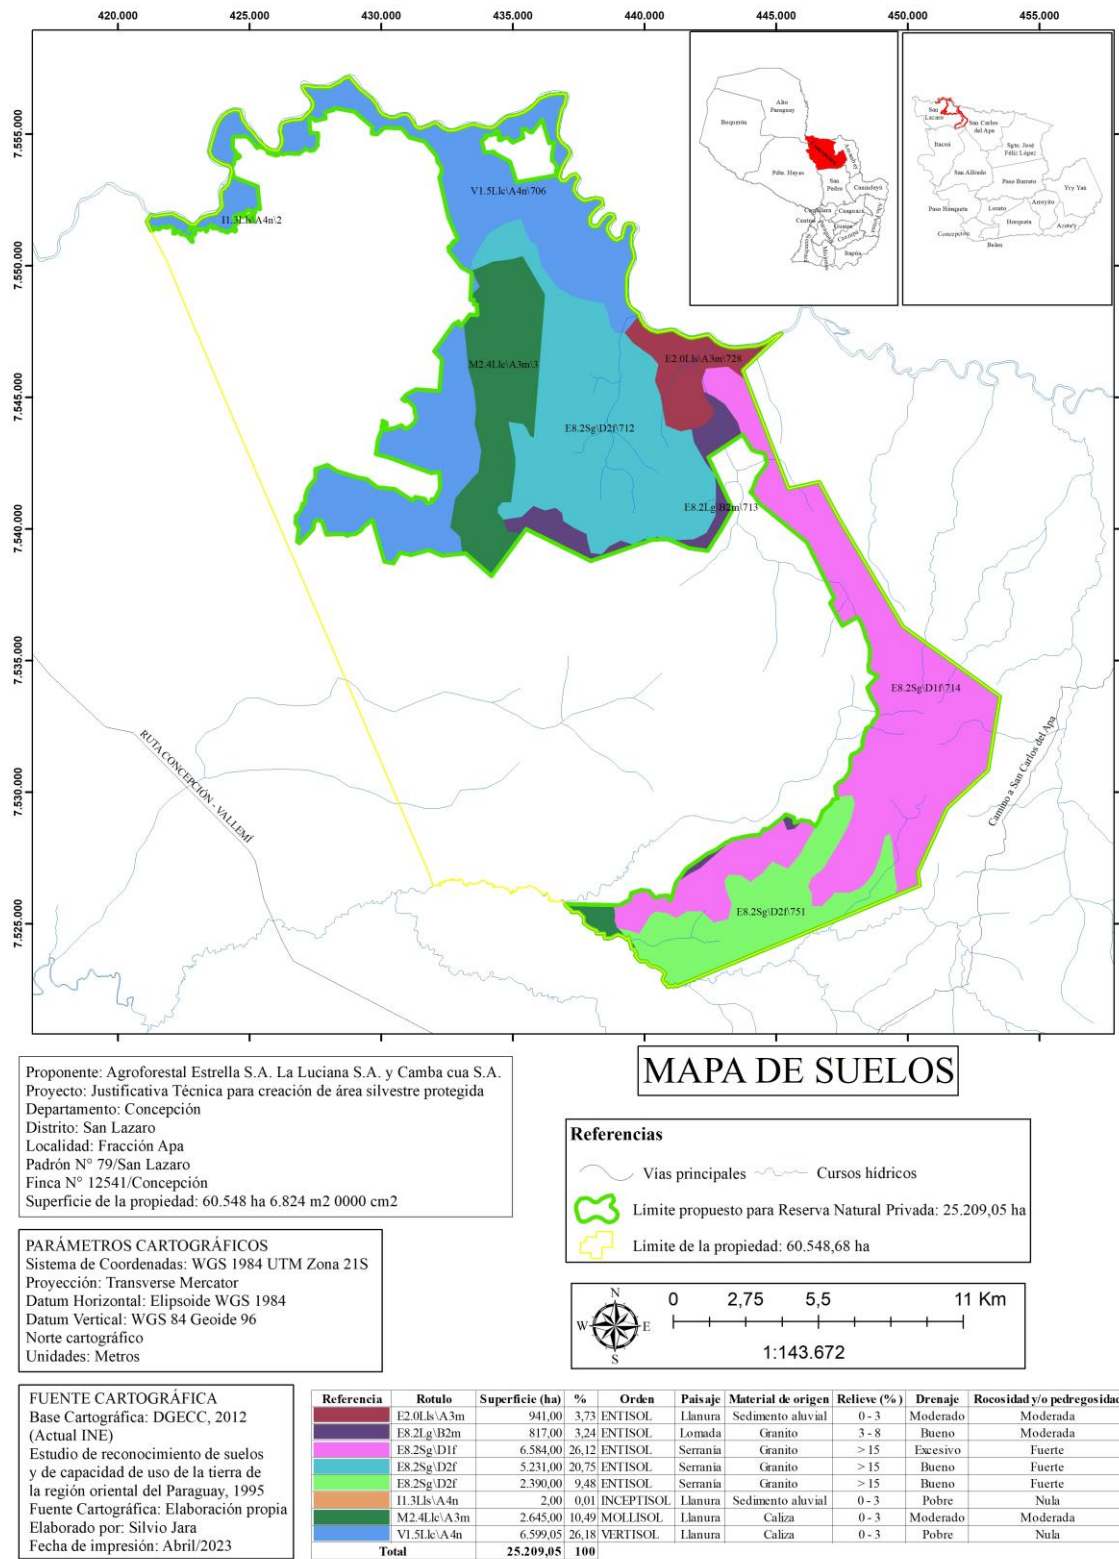 420.000 425.000 430.000 435.000 440.000 445.000 450.000 455.000
7.555.000
7.550.000
7.545.000
7.540.000
7.535.000
7.530.000
7.525.000
V1.5Llc\A4n\706
I1.3Lls\A4n\2
M2.4Llc\A3m\3
E2.0Lls\A3m\728
E8.2Sg\D2f\712
E8.2Lg\B2m\713
E8.2Sg\D1f\714
E8.2Sg\D2f\751
RUTA CONCEPCIÓN - VALLEMÍ
Camino a San Carlos del Apa
Alto
Paraguay
Boquerón
Pdte. Hayes
Amambay
San
Pedro
Canindeyú
Caaguazú
Central
Itapúa
San
Lazaro
San Carlos
del Apa
Itacuá
Sgto. José
Féliz López
San Alfredo
Paso Barreto
Yvy Yaú
Paso Horqueta
Loreto
Arroyito
Horqueta
Azote'y
Concepción
Belén
MAPA DE SUELOS
Proponente: Agroforestal Estrella S.A. La Luciana S.A. y Camba cua S.A.
Proyecto: Justificativa Técnica para creación de área silvestre protegida
Departamento: Concepción
Distrito: San Lazaro
Localidad: Fracción Apa
Padrón N° 79/San Lazaro
Finca N° 12541/Concepción
Superficie de la propiedad: 60.548 ha 6.824 m2 0000 cm2
Referencias
Vías principales Cursos hídricos
Limite propuesto para Reserva Natural Privada: 25.209,05 ha
Limite de la propiedad: 60.548,68 ha
PARÁMETROS CARTOGRÁFICOS
Sistema de Coordenadas: WGS 1984 UTM Zona 21S
Proyección: Transverse Mercator
Datum Horizontal: Elipsoide WGS 1984
Datum Vertical: WGS 84 Geoide 96
Norte cartográfico
Unidades: Metros
N
W E
S
0 2,75 5,5 11 Km
1:143.672
FUENTE CARTOGRÁFICA
Base Cartográfica: DGECC, 2012
(Actual INE)
Estudio de reconocimiento de suelos
y de capacidad de uso de la tierra de
la región oriental del Paraguay, 1995
Fuente Cartográfica: Elaboración propia
Elaborado por: Silvio Jara
Fecha de impresión: Abril/2023
Referencia Rotulo Superficie (ha) % Orden Paisaje Material de origen Relieve (%) Drenaje Rocosidad y/o pedregosidad
E2.0Lls\A3m 941,00 3,73 ENTISOL Llanura Sedimento aluvial 0 - 3 Moderado Moderada
E8.2Lg\B2m 817,00 3,24 ENTISOL Lomada Granito 3 - 8 Bueno Moderada
E8.2Sg\D1f 6.584,00 26,12 ENTISOL Serrania Granito > 15 Excesivo Fuerte
E8.2Sg\D2f 5.231,00 20,75 ENTISOL Serrania Granito > 15 Bueno Fuerte
E8.2Sg\D2f 2.390,00 9,48 ENTISOL Serrania Granito > 15 Bueno Fuerte
I1.3Lls\A4n 2,00 0,01 INCEPTISOL Llanura Sedimento aluvial 0 - 3 Pobre Nula
M2.4Llc\A3m 2.645,00 10,49 MOLLISOL Llanura Caliza 0 - 3 Moderado Moderada
V1.5Llc\A4n 6.599,05 26,18 VERTISOL Llanura Caliza 0 - 3 Pobre Nula
Total 25.209,05 100